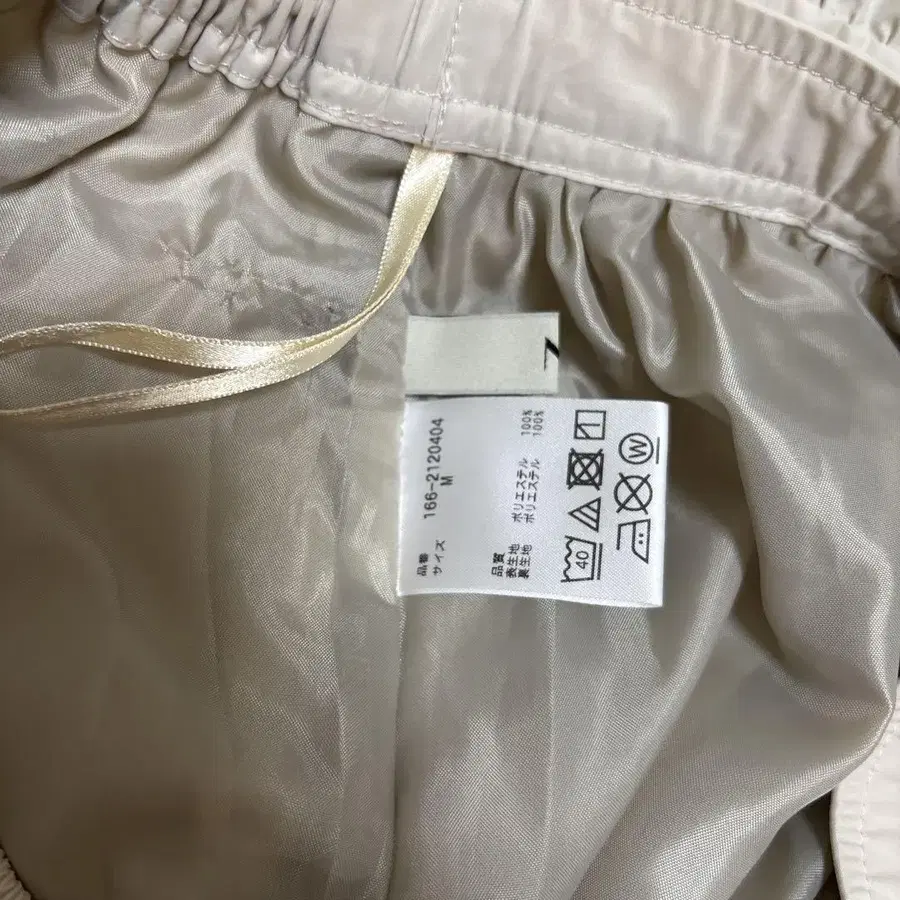 品番 166-2120404
サイズ M
品質
表生地 ポリエステル 100%
裏生地 ポリエステル 100%
40
W